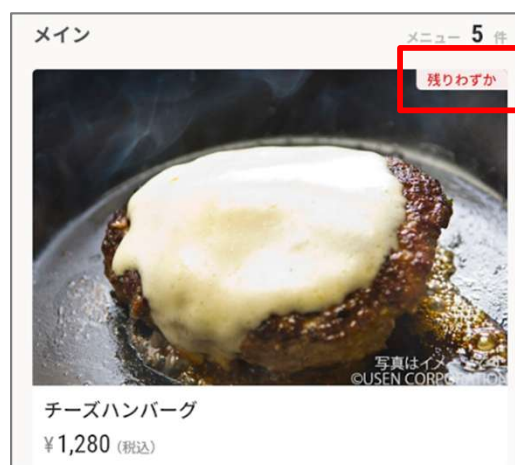 メイン
メニュー 5 件
残りわずか
写真はイメージです
©USEN CORPORATION
チーズハンバーグ
¥1,280 (税込)